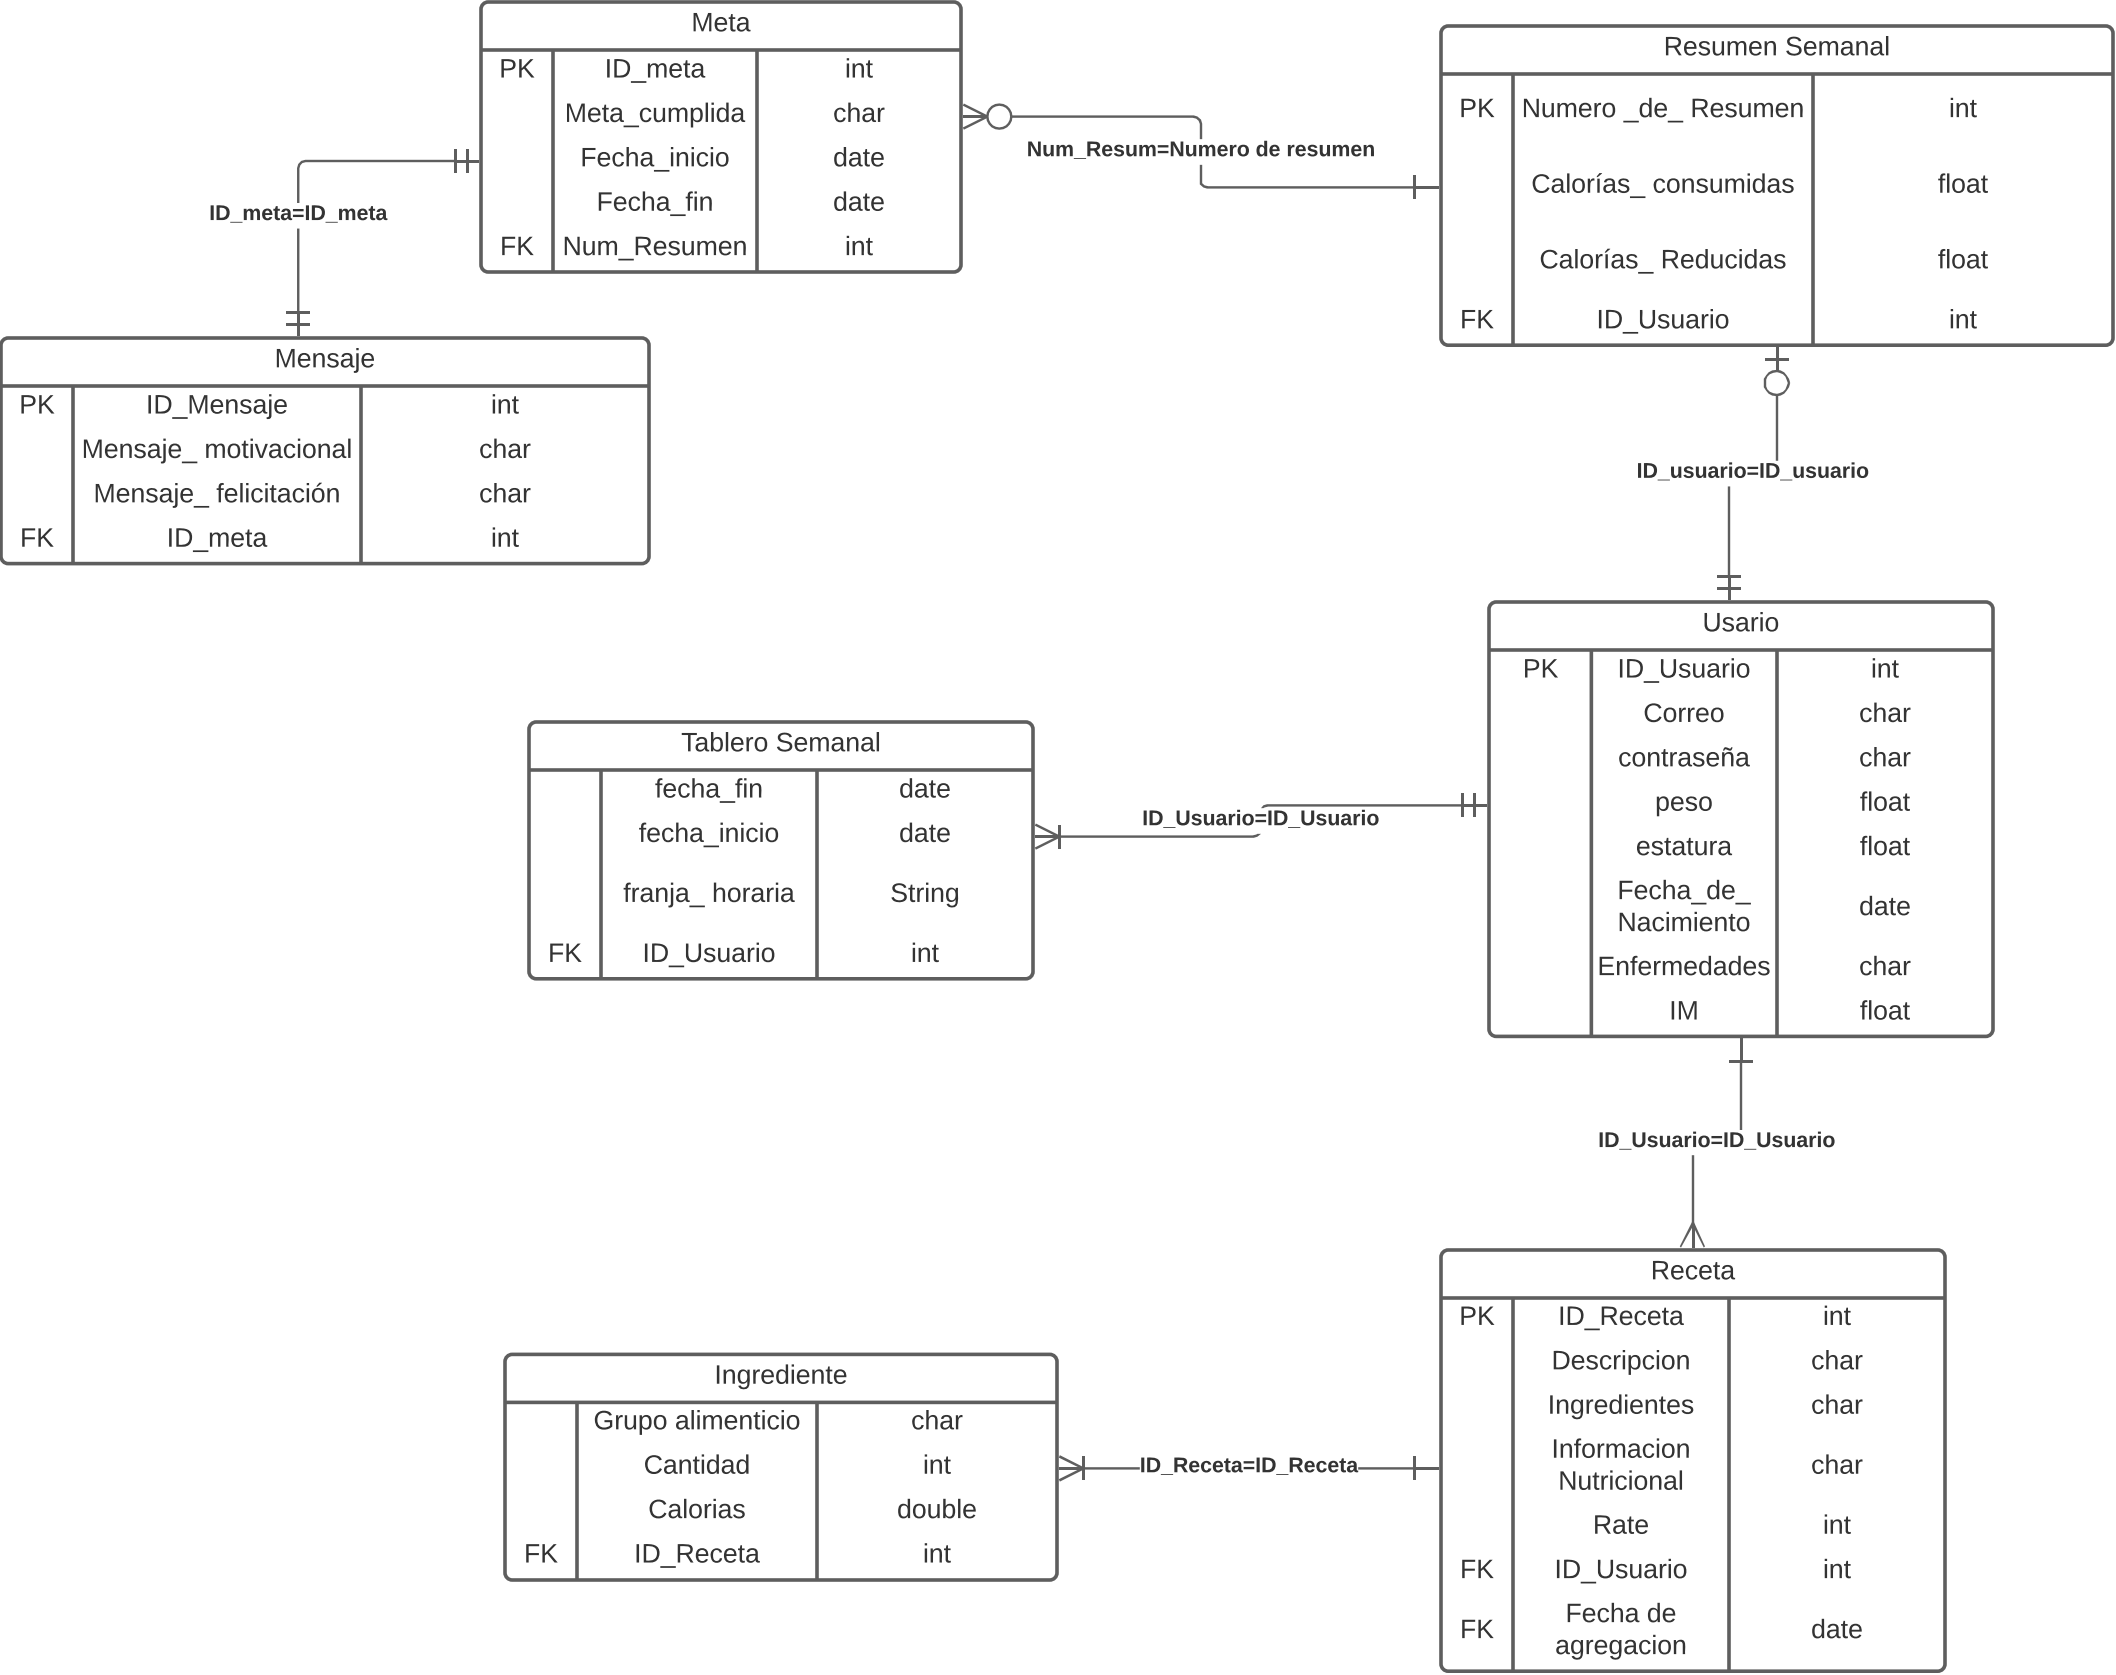 Meta
PK ID_meta int
Meta_cumplida char
Fecha_inicio date
Fecha_fin date
FK Num_Resumen int
Resumen Semanal
PK Numero _de_ Resumen int
Calorías_ consumidas float
Calorías_ Reducidas float
FK ID_Usuario int
Num_Resum=Numero de resumen
ID_meta=ID_meta
Mensaje
PK ID_Mensaje int
Mensaje_ motivacional char
Mensaje_ felicitación char
FK ID_meta int
ID_usuario=ID_usuario
Usario
PK ID_Usuario int
Correo char
contraseña char
peso float
estatura float
Fecha_de_
Nacimiento date
Enfermedades char
IM float
Tablero Semanal
fecha_fin date
fecha_inicio date
franja_ horaria String
FK ID_Usuario int
ID_Usuario=ID_Usuario
ID_Usuario=ID_Usuario
Receta
PK ID_Receta int
Descripcion char
Ingredientes char
Informacion
Nutricional char
Rate int
FK ID_Usuario int
FK Fecha de
agregacion date
Ingrediente
Grupo alimenticio char
Cantidad int
Calorias double
FK ID_Receta int
ID_Receta=ID_Receta